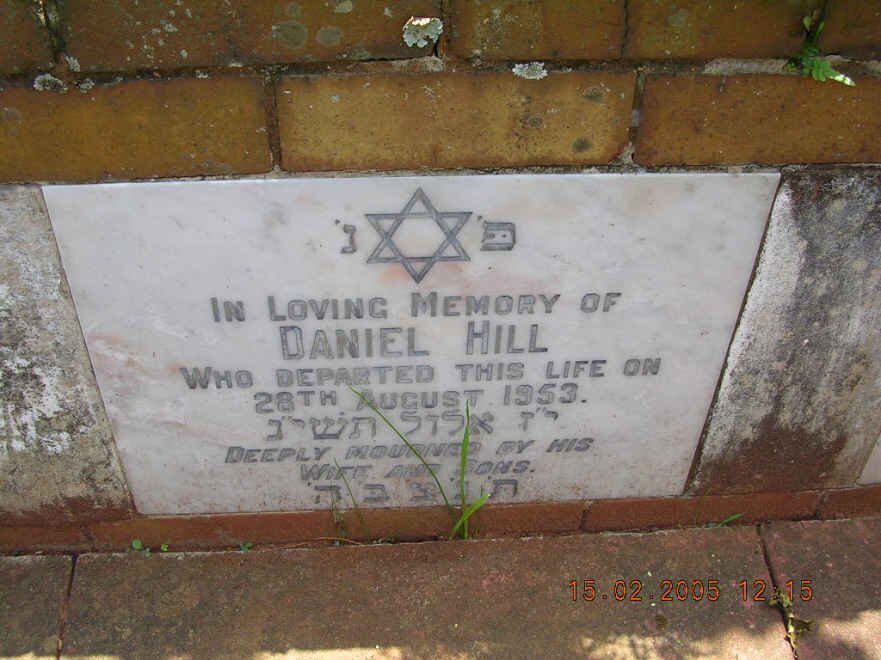 פ' נ'
IN LOVING MEMORY OF
DANIEL HILL
WHO DEPARTED THIS LIFE ON
28TH AUGUST 1953.
י"ז אלול תשי"ג
DEEPLY MOURNED BY HIS
WIFE AND SONS.
ת' נ' צ' ב' ה'
15.02.2005 12:15